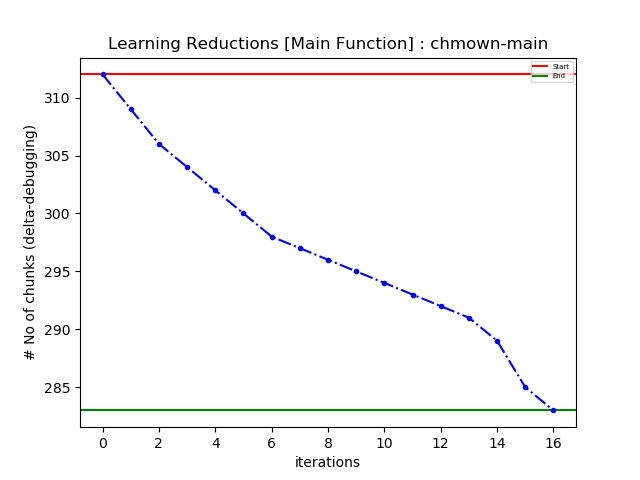 Learning Reductions [Main Function] : chmown-main
Start
End
# No of chunks (delta-debugging)
310
305
300
295
290
285
0 2 4 6 8 10 12 14 16
iterations